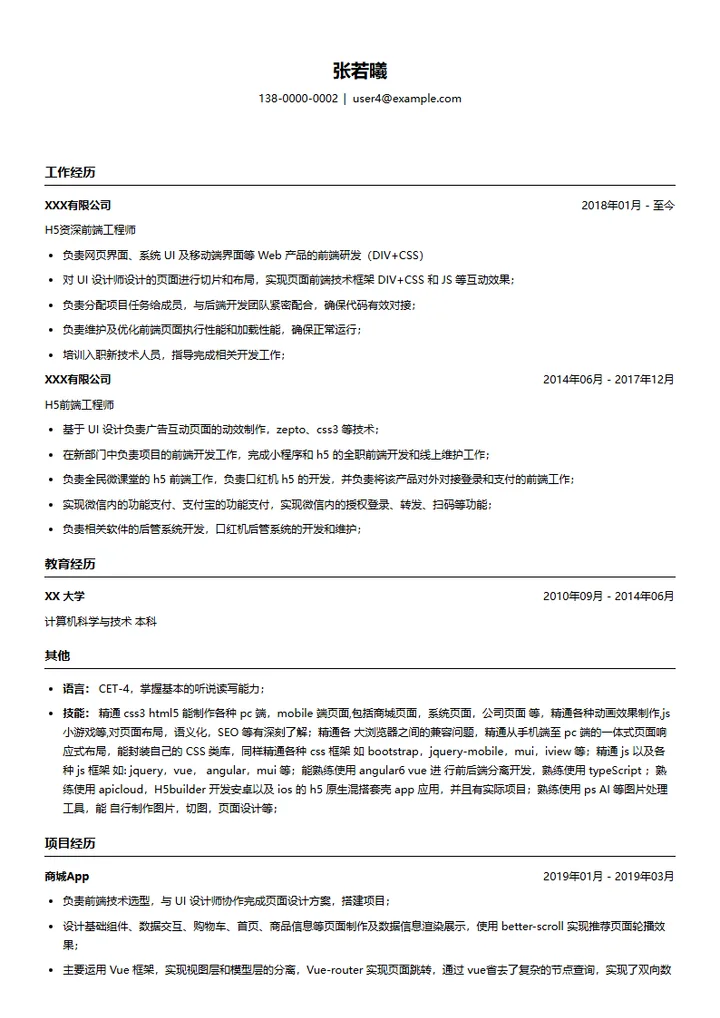 张若曦
138-0000-0002 | user4@example.com
工作经历
XXX有限公司 2018年01月 - 至今
H5资深前端工程师
• 负责网页界面、系统 UI 及移动端界面等 Web 产品的前端研发（DIV+CSS）
• 对 UI 设计师设计的页面进行切片和布局，实现页面前端技术框架 DIV+CSS 和 JS 等互动效果；
• 负责分配项目任务给成员，与后端开发团队紧密配合，确保代码有效对接；
• 负责维护及优化前端页面执行性能和加载性能，确保正常运行；
• 培训入职新技术人员，指导完成相关开发工作；
XXX有限公司 2014年06月 - 2017年12月
H5前端工程师
• 基于 UI 设计负责广告互动页面的动效制作，zepto、css3 等技术；
• 在新部门中负责项目的前端开发工作，完成小程序和 h5 的全职前端开发和线上维护工作；
• 负责全民微课堂的 h5 前端工作，负责口红机 h5 的开发，并负责将该产品对外对接登录和支付的前端工作；
• 实现微信内的功能支付、支付宝的功能支付，实现微信内的授权登录、转发、扫码等功能；
• 负责相关软件的后管系统开发，口红机后管系统的开发和维护；
教育经历
XX 大学 2010年09月 - 2014年06月
计算机科学与技术 本科
其他
• 语言： CET-4，掌握基本的听说读写能力；
• 技能： 精通 css3 html5 能制作各种 pc 端，mobile 端页面,包括商城页面，系统页面，公司页面 等，精通各种动画效果制作,js
小游戏等,对页面布局，语义化，SEO 等有深刻了解；精通各 大浏览器之间的兼容问题，精通从手机端至 pc 端的一体式页面响
应式布局，能封装自己的 CSS 类库，同样精通各种 css 框架 如 bootstrap，jquery-mobile，mui，iview 等；精通 js 以及各
种 js 框架 如: jquery，vue， angular，mui 等；能熟练使用 angular6 vue 进 行前后端分离开发，熟练使用 typeScript ；熟
练使用 apicloud，H5builder 开发安卓以及 ios 的 h5 原生混搭套壳 app 应用，并且有实际项目；熟练使用 ps AI 等图片处理
工具，能 自行制作图片，切图，页面设计等；
项目经历
商城App 2019年01月 - 2019年03月
• 负责前端技术选型，与 UI 设计师协作完成页面设计方案，搭建项目；
• 设计基础组件、数据交互、购物车、首页、商品信息等页面制作及数据信息渲染展示，使用 better-scroll 实现推荐页面轮播效
果；
• 主要运用 Vue 框架，实现视图层和模型层的分离，Vue-router 实现页面跳转，通过 vue省去了复杂的节点查询，实现了双向数